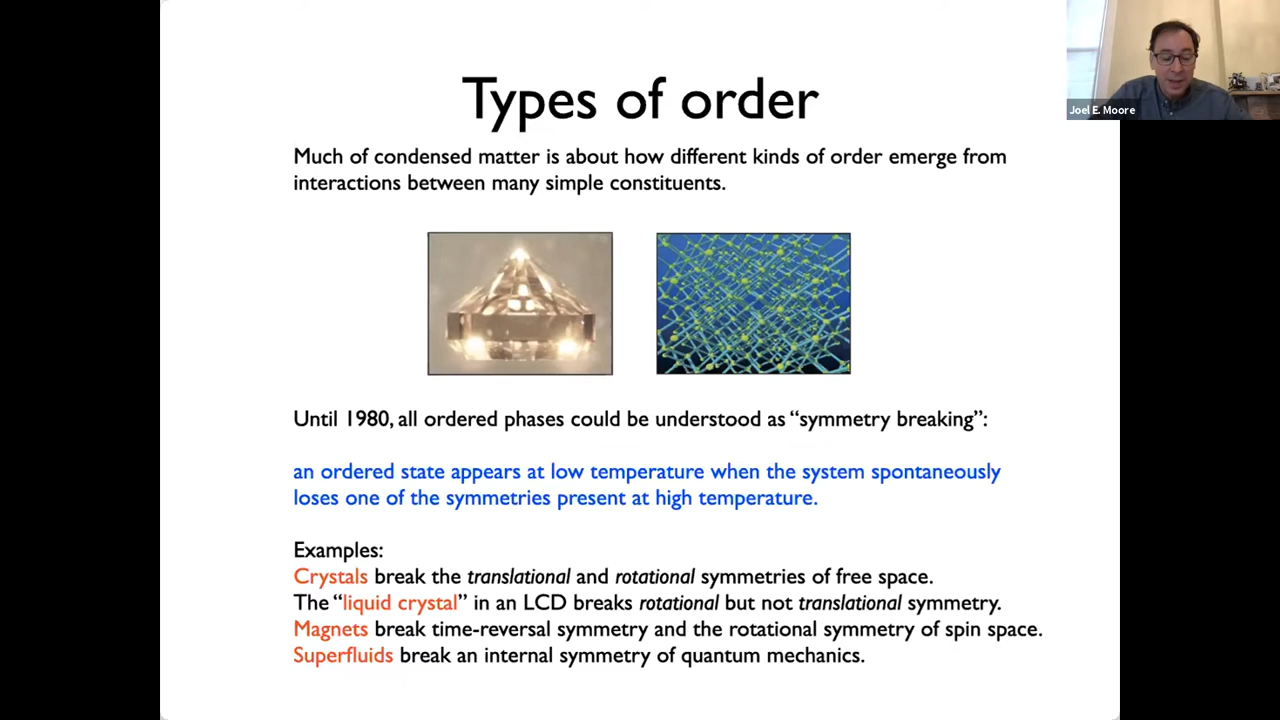 Types of order
Much of condensed matter is about how different kinds of order emerge from
interactions between many simple constituents.
Until 1980, all ordered phases could be understood as “symmetry breaking”:
an ordered state appears at low temperature when the system spontaneously
loses one of the symmetries present at high temperature.
Examples:
Crystals break the translational and rotational symmetries of free space.
The “liquid crystal” in an LCD breaks rotational but not translational symmetry.
Magnets break time-reversal symmetry and the rotational symmetry of spin space.
Superfluids break an internal symmetry of quantum mechanics.
Joel E. Moore